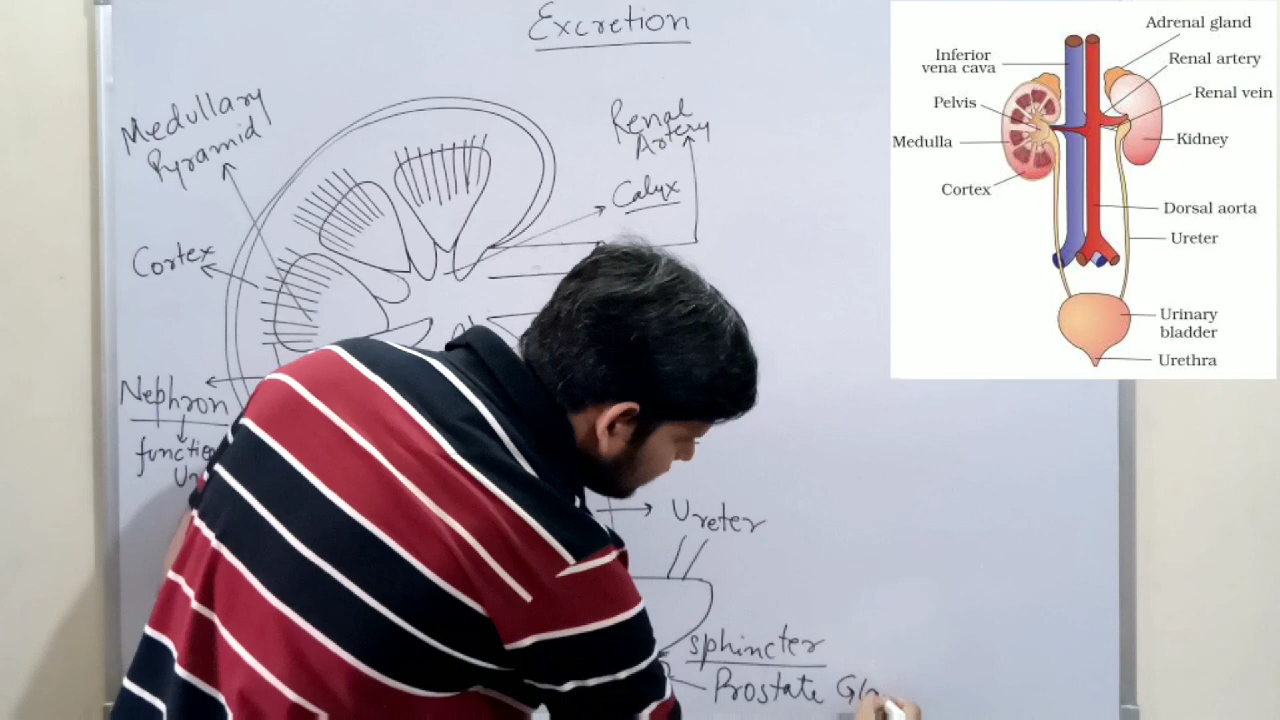 Excretion
Medullary
Pyramid
Cortex
Nephron
Renal
Artery
Calyx
Ureter
sphincter
Prostate
Adrenal gland
Inferior
vena cava
Renal artery
Renal vein
Pelvis
Medulla
Kidney
Cortex
Dorsal aorta
Ureter
Urinary
bladder
Urethra